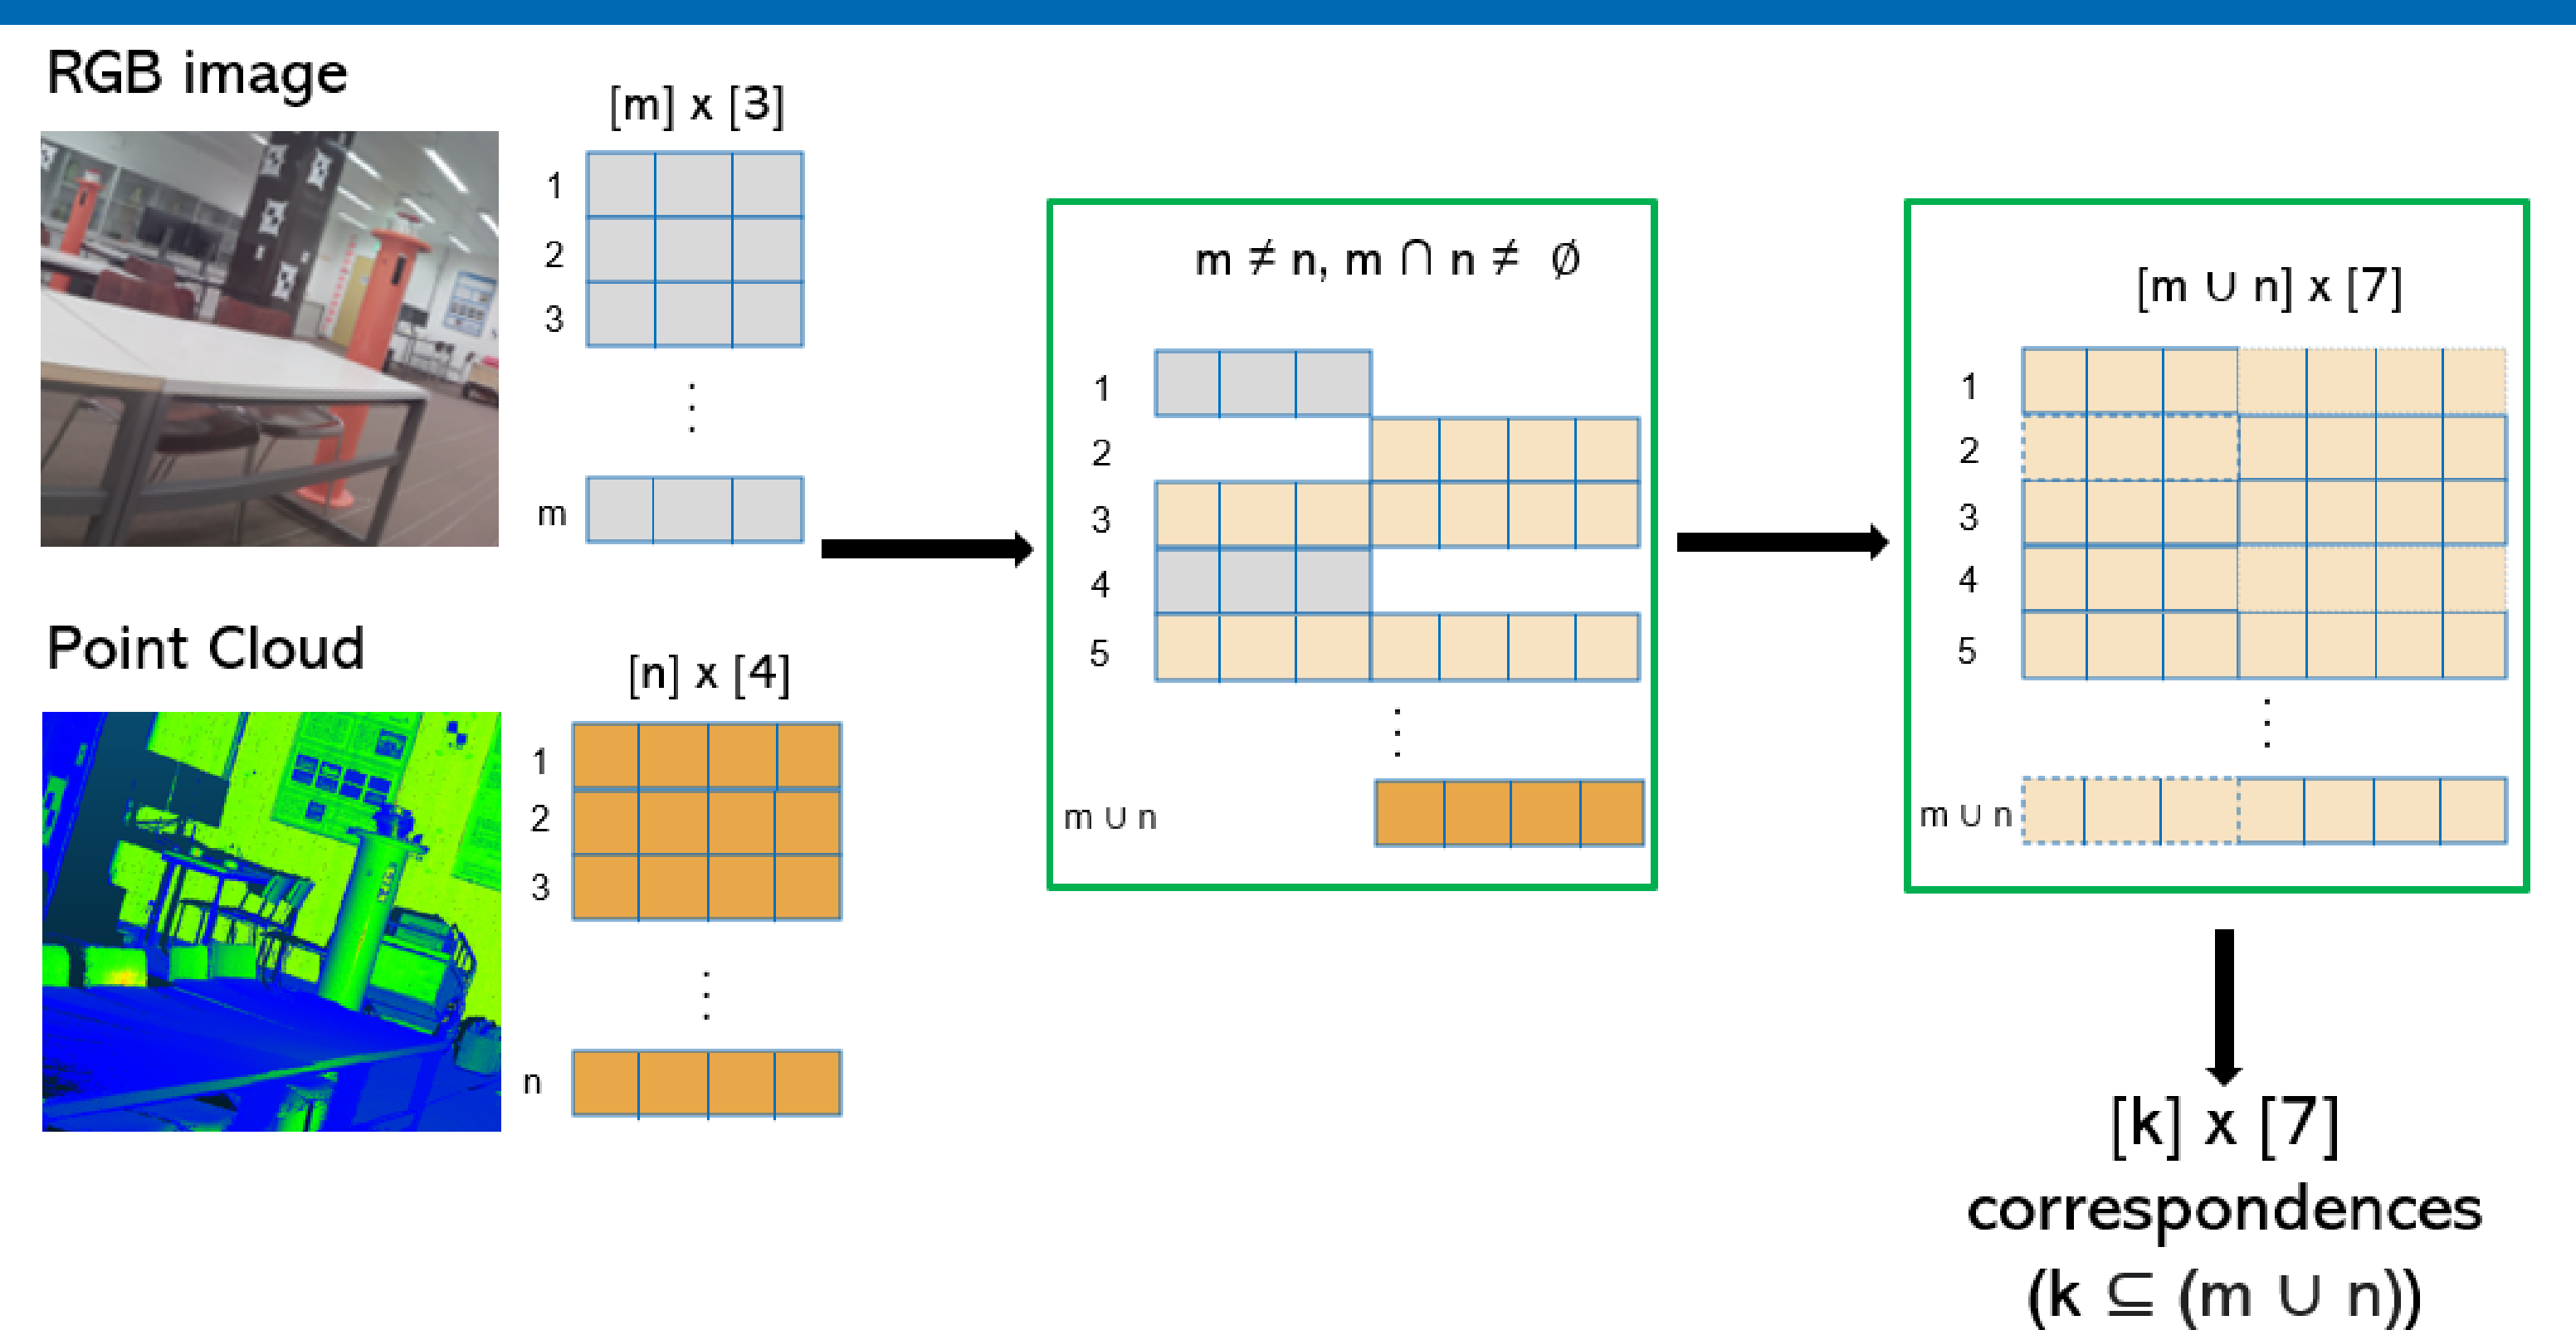 RGB image
[m] x [3]
1
2
3
⋮
m
Point Cloud
[n] x [4]
1
2
3
⋮
n
m ≠ n, m ∩ n ≠ ∅
1
2
3
4
5
⋮
m ∪ n
[m ∪ n] x [7]
1
2
3
4
5
⋮
m ∪ n
[k] x [7]
correspondences
(k ⊆ (m ∪ n))